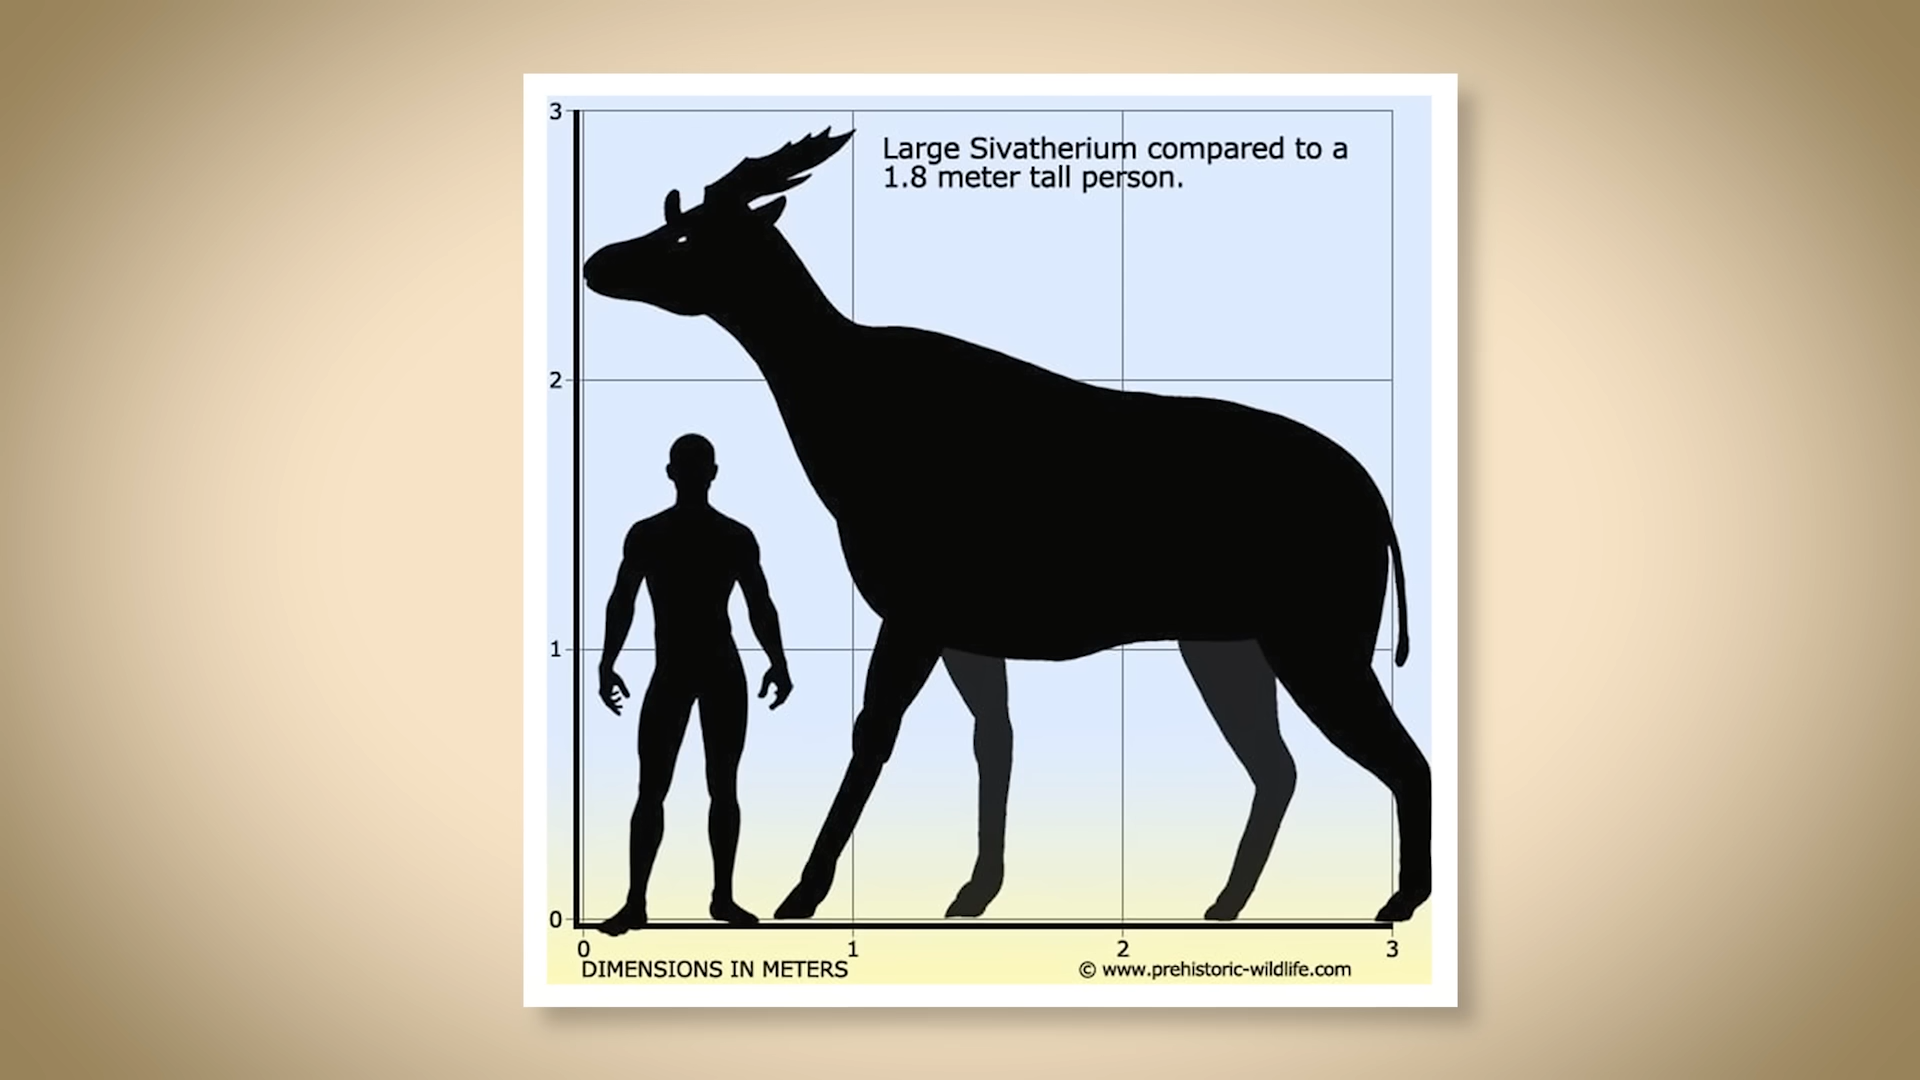 3
Large Sivatherium compared to a
1.8 meter tall person.
2
1
0
0 1 2 3
DIMENSIONS IN METERS
© www.prehistoric-wildlife.com